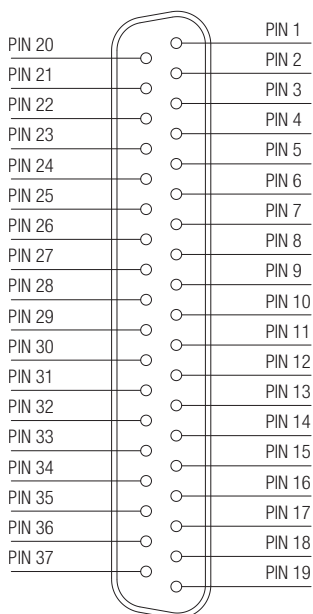 PIN 1
PIN 20
PIN 2
PIN 21
PIN 3
PIN 22
PIN 4
PIN 23
PIN 5
PIN 24
PIN 6
PIN 25
PIN 7
PIN 26
PIN 8
PIN 27
PIN 9
PIN 28
PIN 10
PIN 29
PIN 11
PIN 30
PIN 12
PIN 31
PIN 13
PIN 32
PIN 14
PIN 33
PIN 15
PIN 34
PIN 16
PIN 35
PIN 17
PIN 36
PIN 18
PIN 37
PIN 19